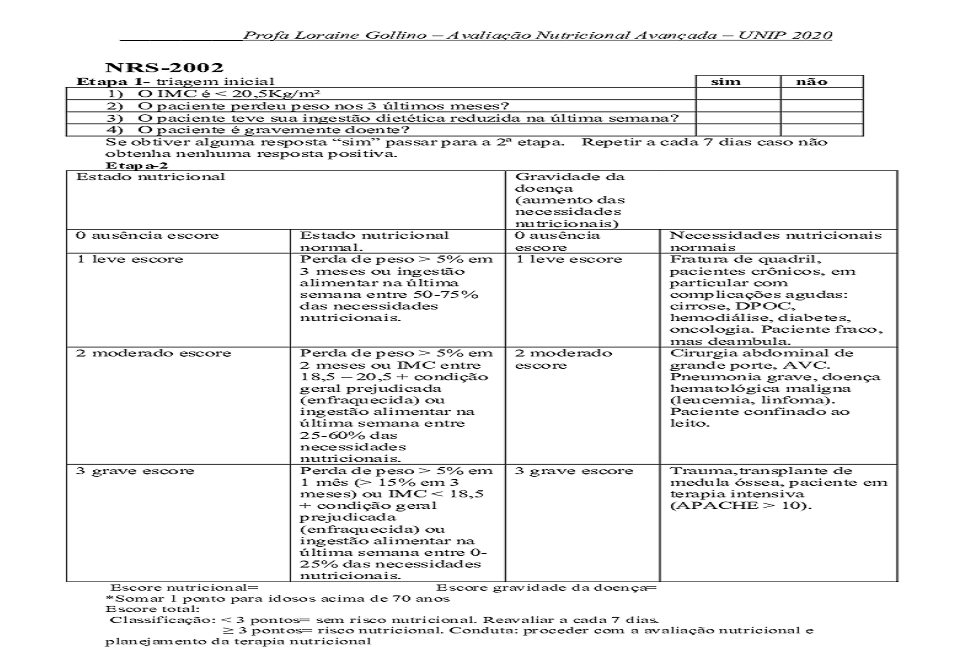 Profa Loraine Gollino – Avaliação Nutricional Avançada – UNIP 2020
NRS-2002
Etapa 1- triagem inicial
sim
não
1) O IMC é < 20,5Kg/m²
2) O paciente perdeu peso nos 3 últimos meses?
3) O paciente teve sua ingestão dietética reduzida na última semana?
4) O paciente é gravemente doente?
Se obtiver alguma resposta “sim” passar para a 2ª etapa. Repetir a cada 7 dias caso não
obtenha nenhuma resposta positiva.
Etapa-2
Estado nutricional
Gravidade da
doença
(aumento das
necessidades
nutricionais)
0 ausência escore
Estado nutricional
normal.
0 ausência
escore
Necessidades nutricionais
normais
1 leve escore
Perda de peso > 5% em
3 meses ou ingestão
alimentar na última
semana entre 50-75%
das necessidades
nutricionais.
1 leve escore
Fratura de quadril,
pacientes crônicos, em
particular com
complicações agudas:
cirrose, DPOC,
hemodiálise, diabetes,
oncologia. Paciente fraco,
mas deambula.
2 moderado escore
Perda de peso > 5% em
2 meses ou IMC entre
18,5 – 20,5 + condição
geral prejudicada
(enfraquecida) ou
ingestão alimentar na
última semana entre
25-60% das
necessidades
nutricionais.
2 moderado
escore
Cirurgia abdominal de
grande porte, AVC.
Pneumonia grave, doença
hematológica maligna
(leucemia, linfoma).
Paciente confinado ao
leito.
3 grave escore
Perda de peso > 5% em
1 mês (> 15% em 3
meses) ou IMC < 18,5
+ condição geral
prejudicada
(enfraquecida) ou
ingestão alimentar na
última semana entre 0-
25% das necessidades
nutricionais.
3 grave escore
Trauma,transplante de
medula óssea, paciente em
terapia intensiva
(APACHE > 10).
Escore nutricional= Escore gravidade da doença=
*Somar 1 ponto para idosos acima de 70 anos
Escore total:
Classificação: < 3 pontos= sem risco nutricional. Reavaliar a cada 7 dias.
≥ 3 pontos= risco nutricional. Conduta: proceder com a avaliação nutricional e
planejamento da terapia nutricional